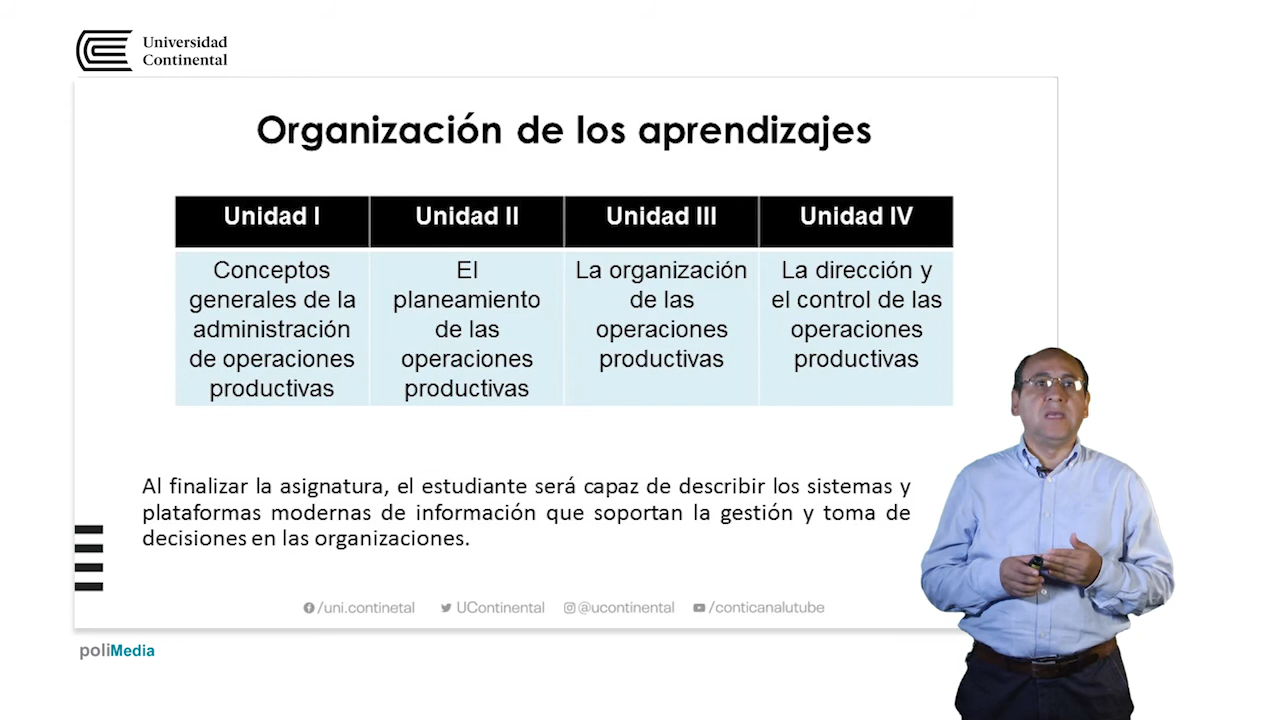 Universidad
Continental
Organización de los aprendizajes
Unidad I
Unidad II
Unidad III
Unidad IV
Conceptos
generales de la
administración
de operaciones
productivas
El
planeamiento
de las
operaciones
productivas
La organización
de las
operaciones
productivas
La dirección y
el control de las
operaciones
productivas
Al finalizar la asignatura, el estudiante será capaz de describir los sistemas y
plataformas modernas de información que soportan la gestión y toma de
decisiones en las organizaciones.
/uni.continetal
UContinental
@ucontinental
/conticanalutube
poliMedia